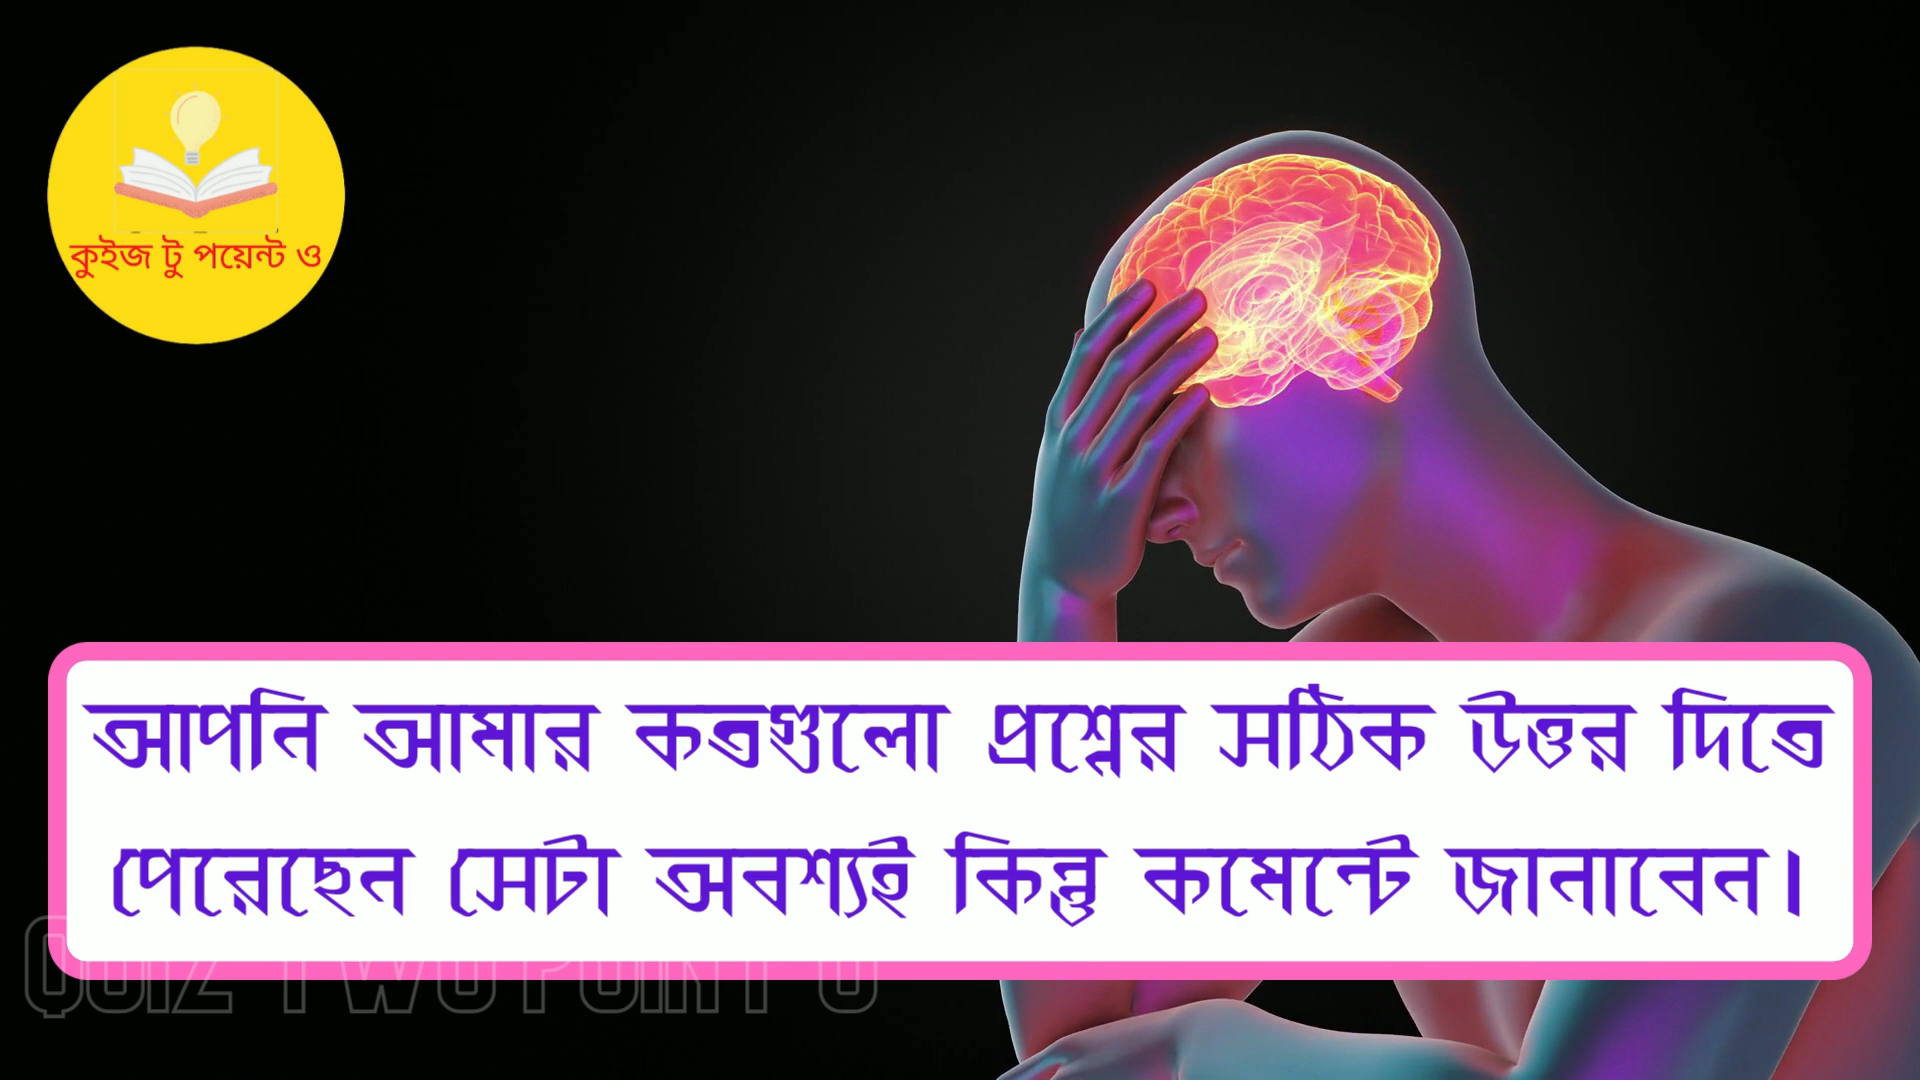 কুইজ টু পয়েন্ট ও
আপনি আমার কতগুলো প্রশ্নের সঠিক উত্তর দিতে
পেরেছেন সেটা অবশ্যই কিন্তু কমেন্টে জানাবেন।
QUIZ TWO POINT O